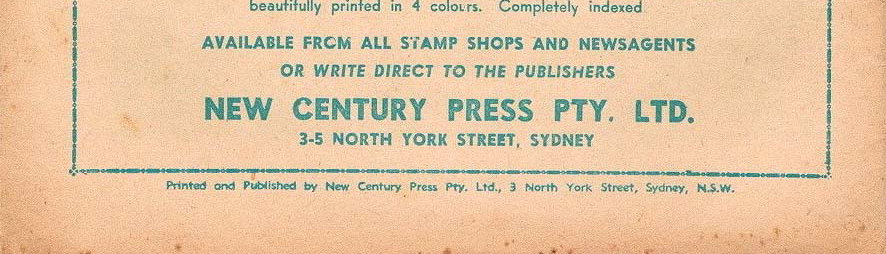 beautifully printed in 4 colours. Completely indexed
AVAILABLE FROM ALL STAMP SHOPS AND NEWSAGENTS
OR WRITE DIRECT TO THE PUBLISHERS
NEW CENTURY PRESS PTY. LTD.
3-5 NORTH YORK STREET, SYDNEY
Printed and Published by New Century Press Pty. Ltd., 3 North York Street, Sydney, N.S.W.